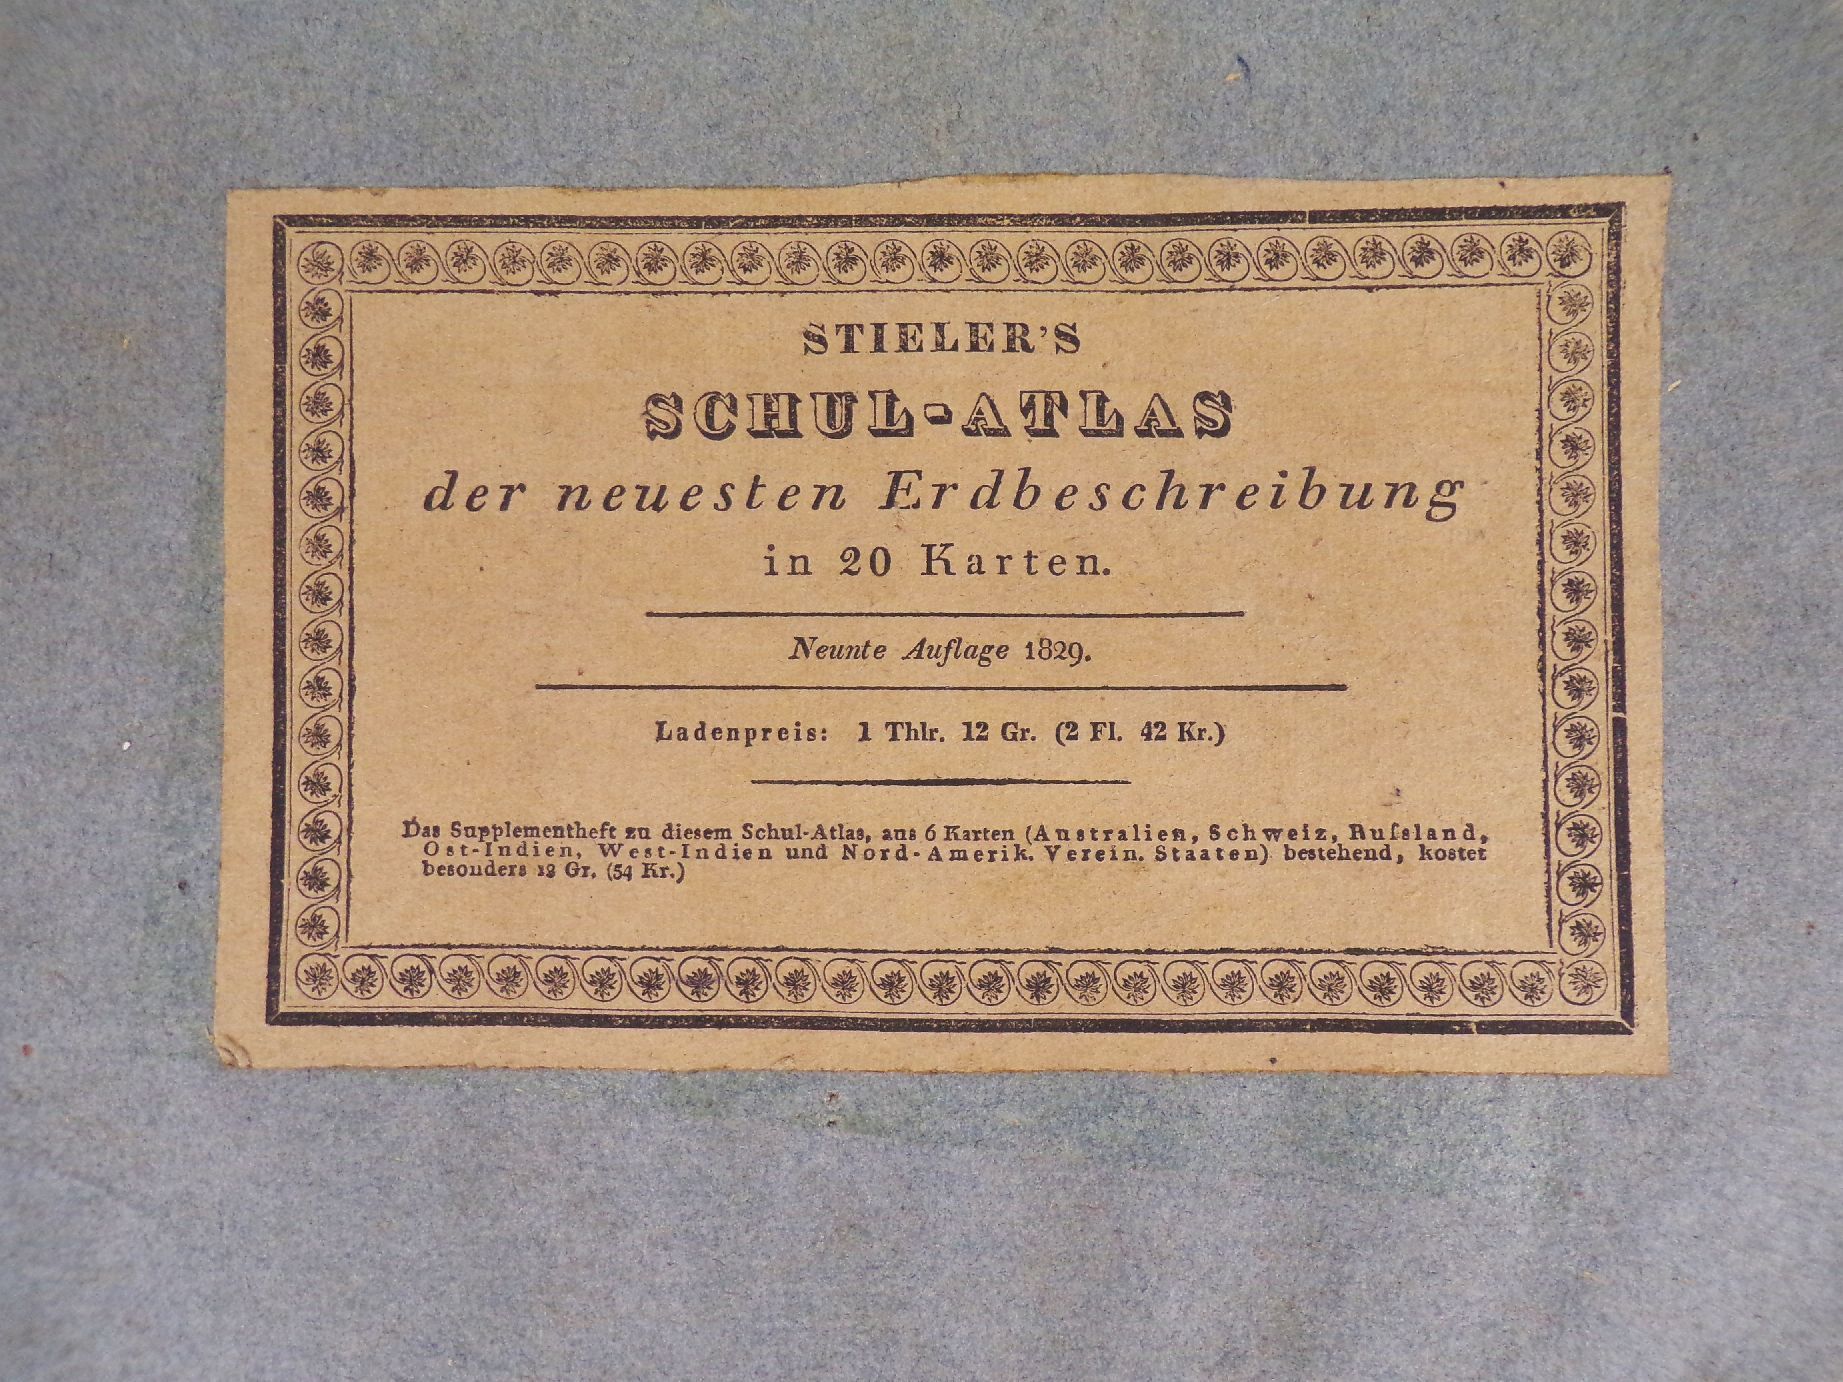 STIELER'S
SCHUL-ATLAS
der neuesten Erdbeschreibung
in 20 Karten.
Neunte Auflage 1829.
Ladenpreis: 1 Thlr. 12 Gr. (2 Fl. 42 Kr.)
Das Supplementheft zu diesem Schul-Atlas, aus 6 Karten (Australien, Schweiz, Rußsland,
Ost-Indien, West-Indien und Nord-Amerik. Verein. Staaten) bestehend, kostet
besonders 12 Gr. (54 Kr.)